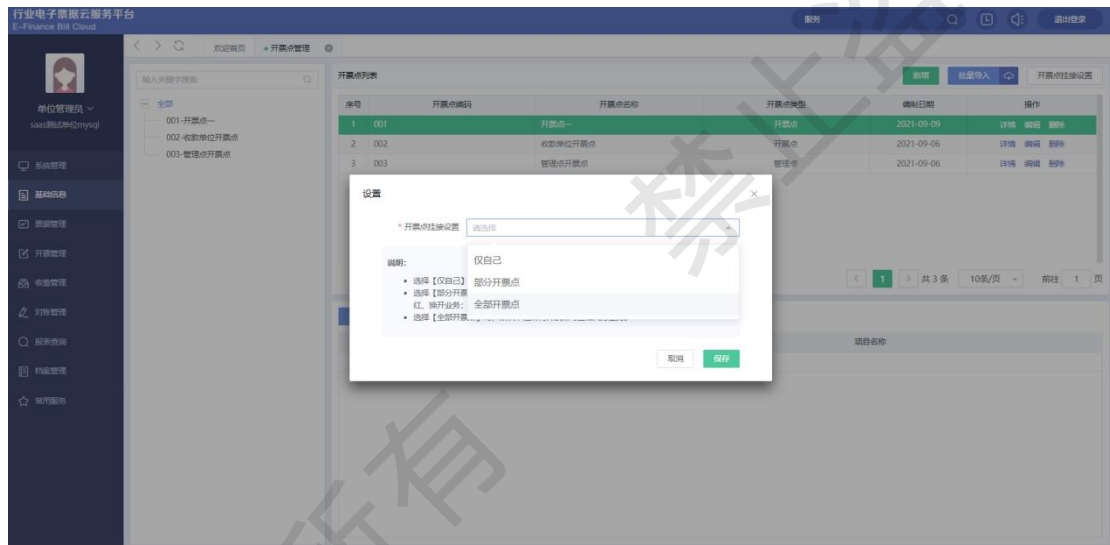 行业电子票据云服务平台
E-Finance Bill Cloud
服务
退出登录
欢迎首页
开票点管理
单位管理员
saas测试单位mysql
系统管理
基础信息
票据管理
开票管理
收缴管理
对账管理
报表查询
档案管理
常用服务
输入关键字搜索
全部
001-开票点一
002-收款单位开票点
003-管理点开票点
开票点列表
新增 批量导入 开票点挂接设置
序号 开票点编码 开票点名称 开票点类型 编制日期 操作
1 001 开票点一 开票点 2021-09-09 详情 编辑 删除
2 002 收款单位开票点 开票点 2021-09-06 详情 编辑 删除
3 003 管理点开票点 管理点 2021-09-06 详情 编辑 删除
设置
* 开票点挂接设置 请选择
仅自己
部分开票点
全部开票点
说明:
选择【仅自己】
选择【部分开票
红、换开业务;
选择【全部开票
取消 保存
1 共 3 条 10条/页 前往 1 页
项目名称
禁止盗
所有